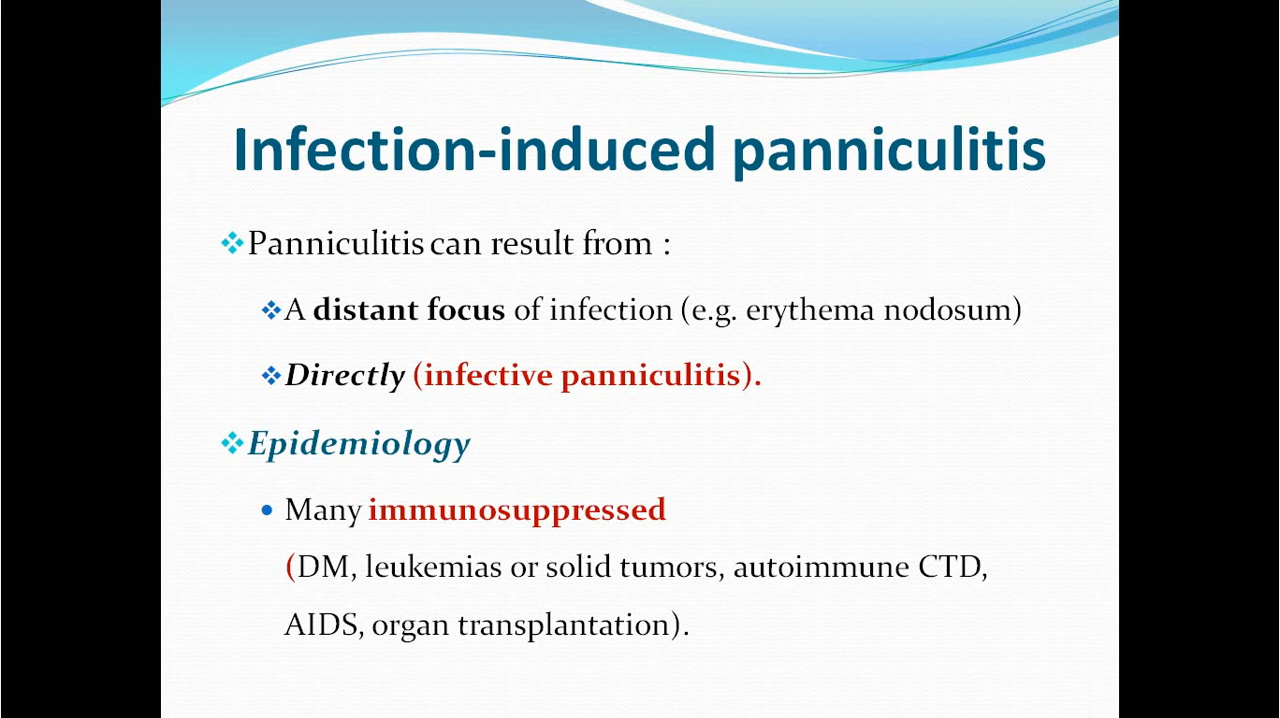 Infection-induced panniculitis
Panniculitis can result from :
A distant focus of infection (e.g. erythema nodosum)
Directly (infective panniculitis).
Epidemiology
Many immunosuppressed
(DM, leukemias or solid tumors, autoimmune CTD,
AIDS, organ transplantation).